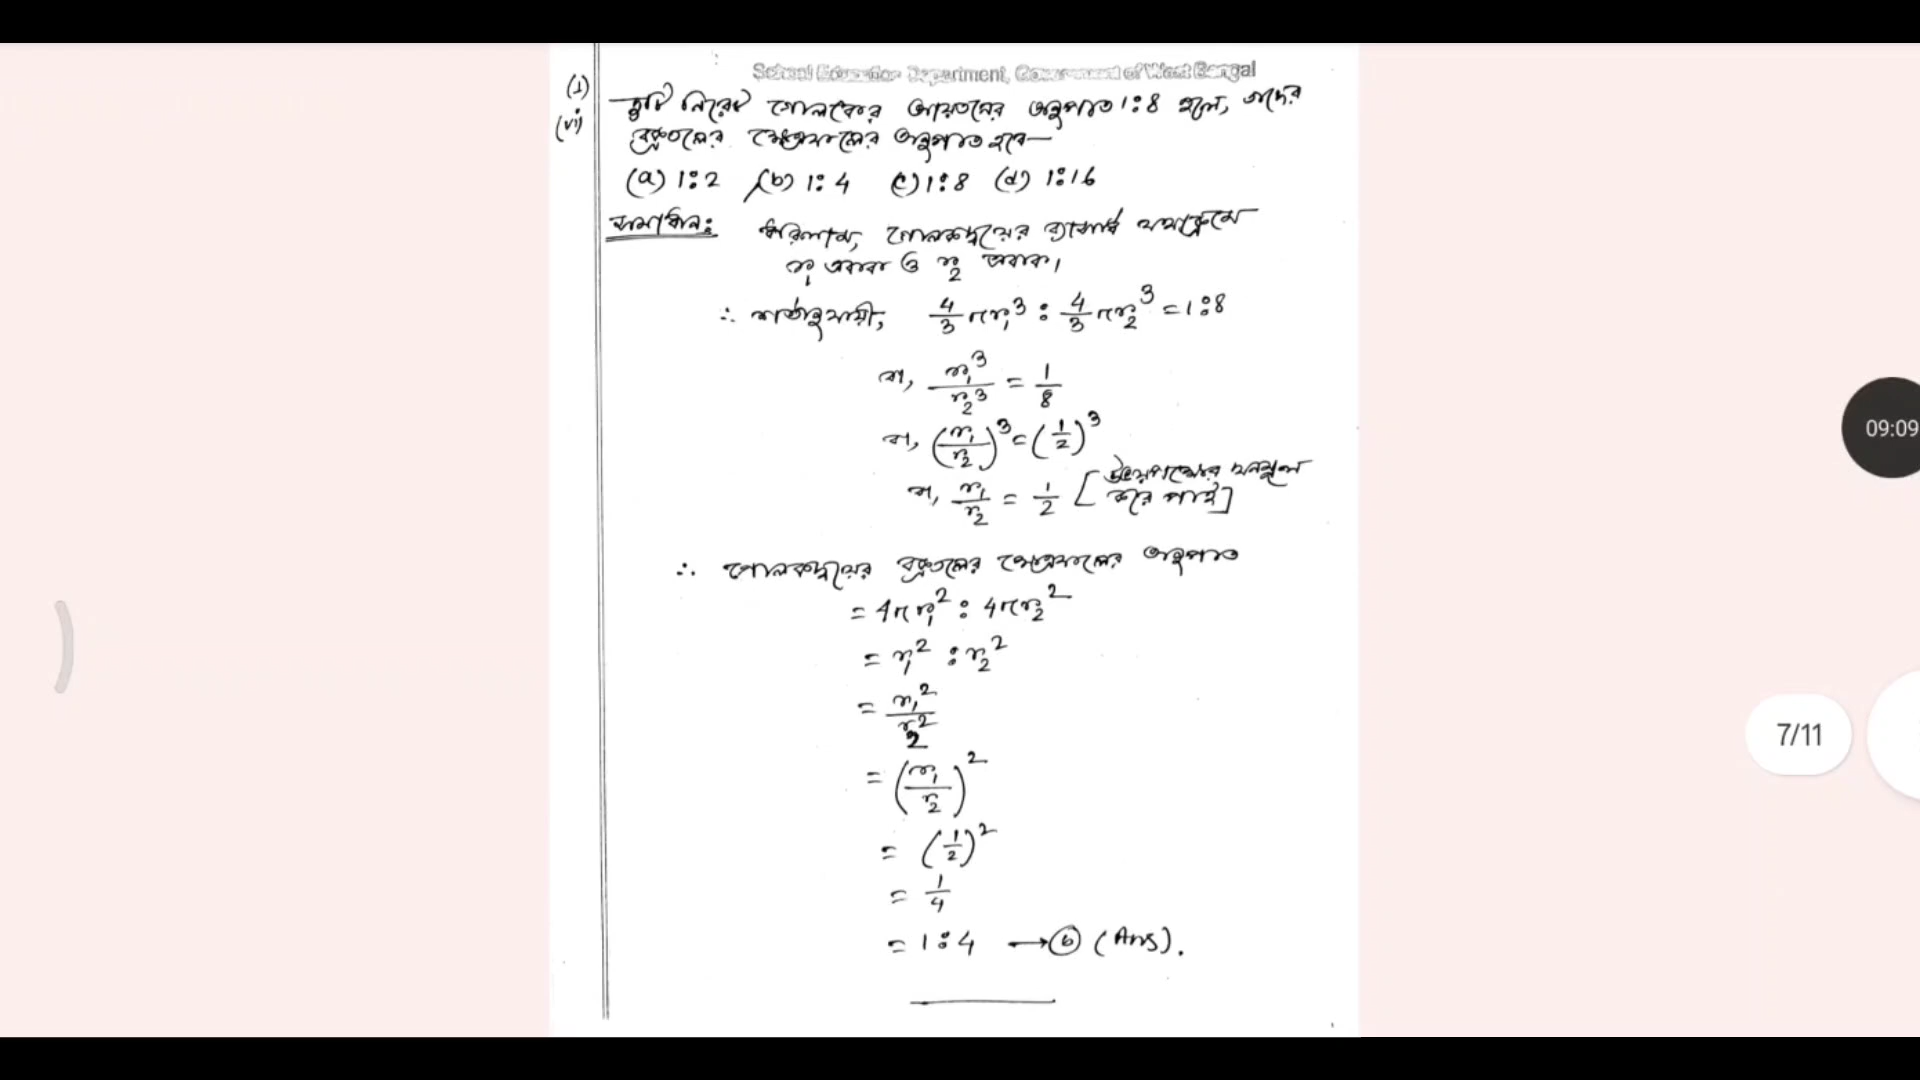 School Education Department, Government of West Bengal
(1)
(vi)
দুটি নিরেট গোলকের আয়তনের অনুপাত 1:8 হলে, তাদের
বক্রতলের ক্ষেত্রফলের অনুপাত হবে—
(a) 1:2 (b) 1:4 (c) 1:8 (d) 1:16
সমাধান: ধরিলাম, গোলকদ্বয়ের ব্যাসার্ধ যথাক্রমে
r₁ একক ও r₂ একক।
∴ শর্তানুযায়ী, 4/3 πr₁³ : 4/3 πr₂³ = 1:8
বা, r₁³/r₂³ = 1/8
বা, (r₁/r₂)³ = (1/2)³
বা, r₁/r₂ = 1/2 [উভয়পক্ষের ঘনমূল
করে পাই]
∴ গোলকদ্বয়ের বক্রতলের ক্ষেত্রফলের অনুপাত
= 4πr₁² : 4πr₂²
= r₁² : r₂²
= r₁²/r₂²
= (r₁/r₂)²
= (1/2)²
= 1/4
= 1:4 → ⓑ (Ans).
09:09
7/11